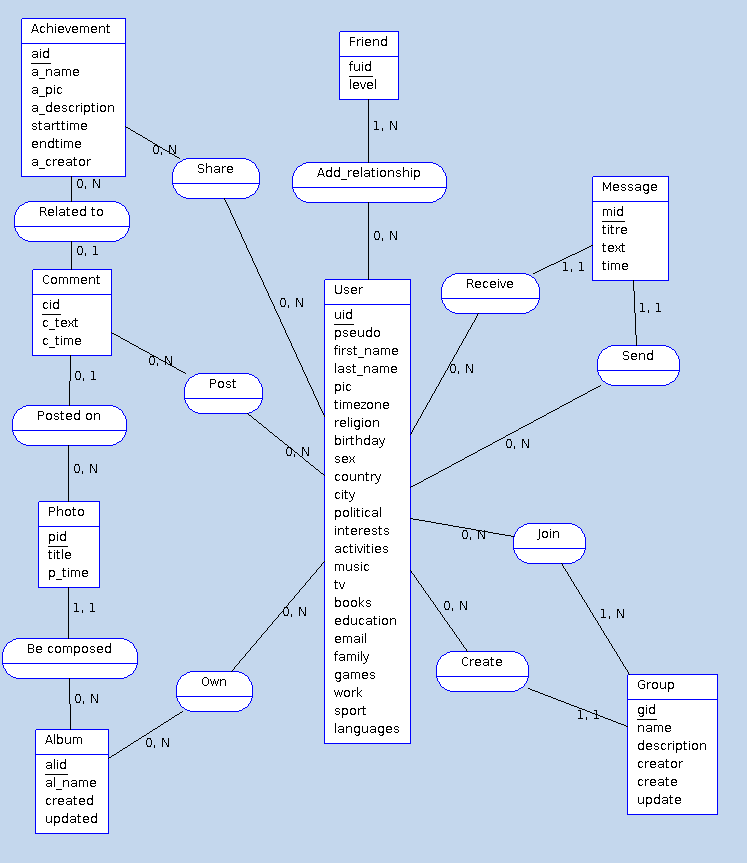 Achievement
aid
a_name
a_pic
a_description
starttime
endtime
a_creator
0, N
Share
0, N
0, N
Related to
0, 1
Comment
cid
c_text
c_time
0, N
Post
0, N
0, 1
Posted on
0, N
Photo
pid
title
p_time
1, 1
Be composed
0, N
Album
alid
al_name
created
updated
0, N
Own
0, N
Friend
fuid
level
1, N
Add_relationship
0, N
User
uid
pseudo
first_name
last_name
pic
timezone
religion
birthday
sex
country
city
political
interests
activities
music
tv
books
education
email
family
games
work
sport
languages
Message
mid
titre
text
time
1, 1
Receive
0, N
1, 1
Send
0, N
0, N
Join
1, N
0, N
Create
1, 1
Group
gid
name
description
creator
create
update